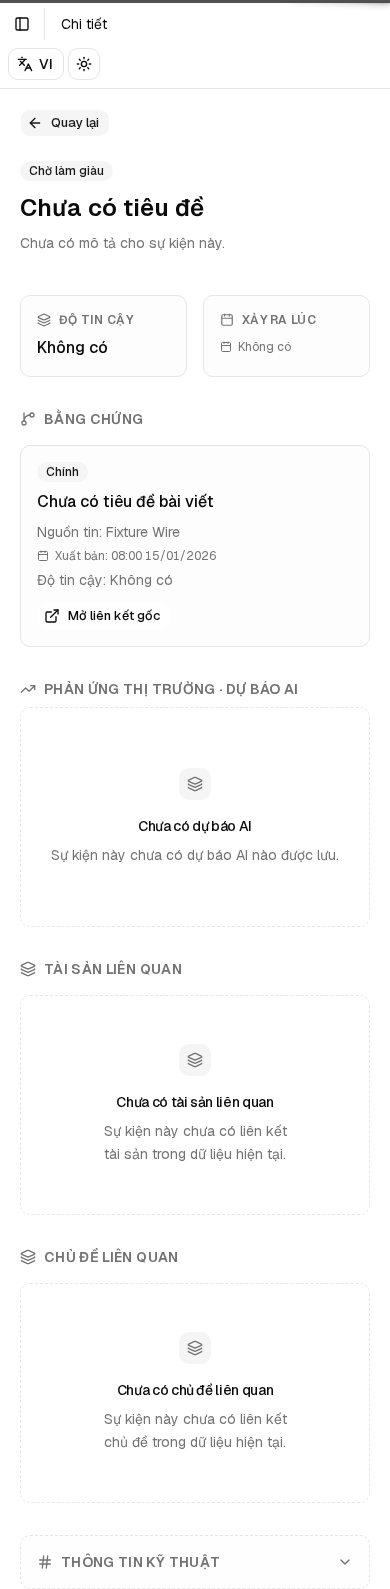 Chi tiết
VI
Quay lại
Chờ làm giàu
Chưa có tiêu đề
Chưa có mô tả cho sự kiện này.
ĐỘ TIN CẬY
Không có
XẢY RA LÚC
Không có
BẰNG CHỨNG
Chính
Chưa có tiêu đề bài viết
Nguồn tin: Fixture Wire
Xuất bản: 08:00 15/01/2026
Độ tin cậy: Không có
Mở liên kết gốc
PHẢN ỨNG THỊ TRƯỜNG · DỰ BÁO AI
Chưa có dự báo AI
Sự kiện này chưa có dự báo AI nào được lưu.
TÀI SẢN LIÊN QUAN
Chưa có tài sản liên quan
Sự kiện này chưa có liên kết
tài sản trong dữ liệu hiện tại.
CHỦ ĐỀ LIÊN QUAN
Chưa có chủ đề liên quan
Sự kiện này chưa có liên kết
chủ đề trong dữ liệu hiện tại.
THÔNG TIN KỸ THUẬT